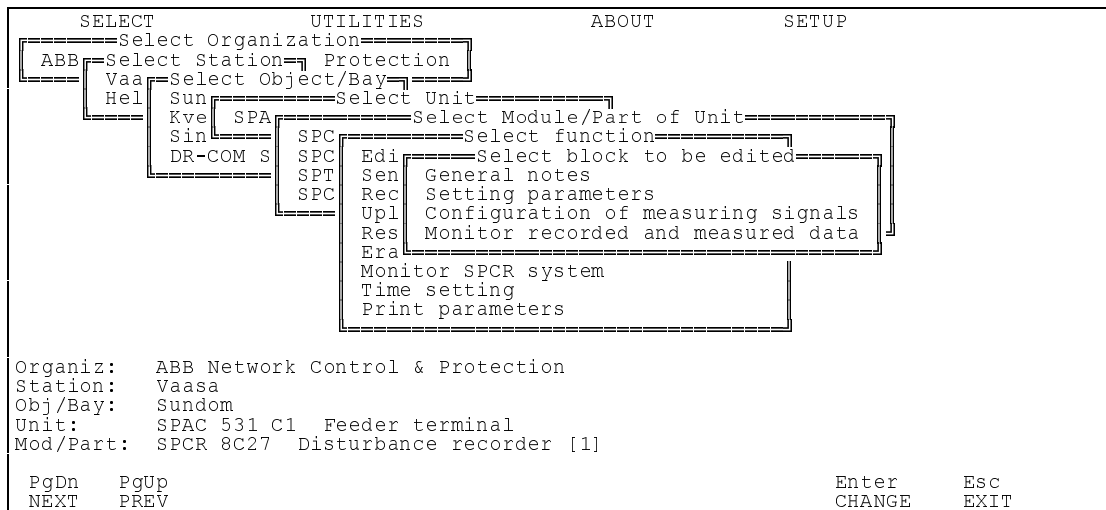 SELECT UTILITIES ABOUT SETUP
Select Organization
ABB Select Station Protection
Vaa Select Object/Bay
Hel Sun Select Unit
Kve SPA Select Module/Part of Unit
Sin SPC Select function
DR-COM S SPC Edi Select block to be edited
SPT Sen General notes
SPC Rec Setting parameters
Upl Configuration of measuring signals
Res Monitor recorded and measured data
Era
Monitor SPCR system
Time setting
Print parameters
Organiz: ABB Network Control & Protection
Station: Vaasa
Obj/Bay: Sundom
Unit: SPAC 531 C1 Feeder terminal
Mod/Part: SPCR 8C27 Disturbance recorder [1]
PgDn PgUp Enter Esc
NEXT PREV CHANGE EXIT